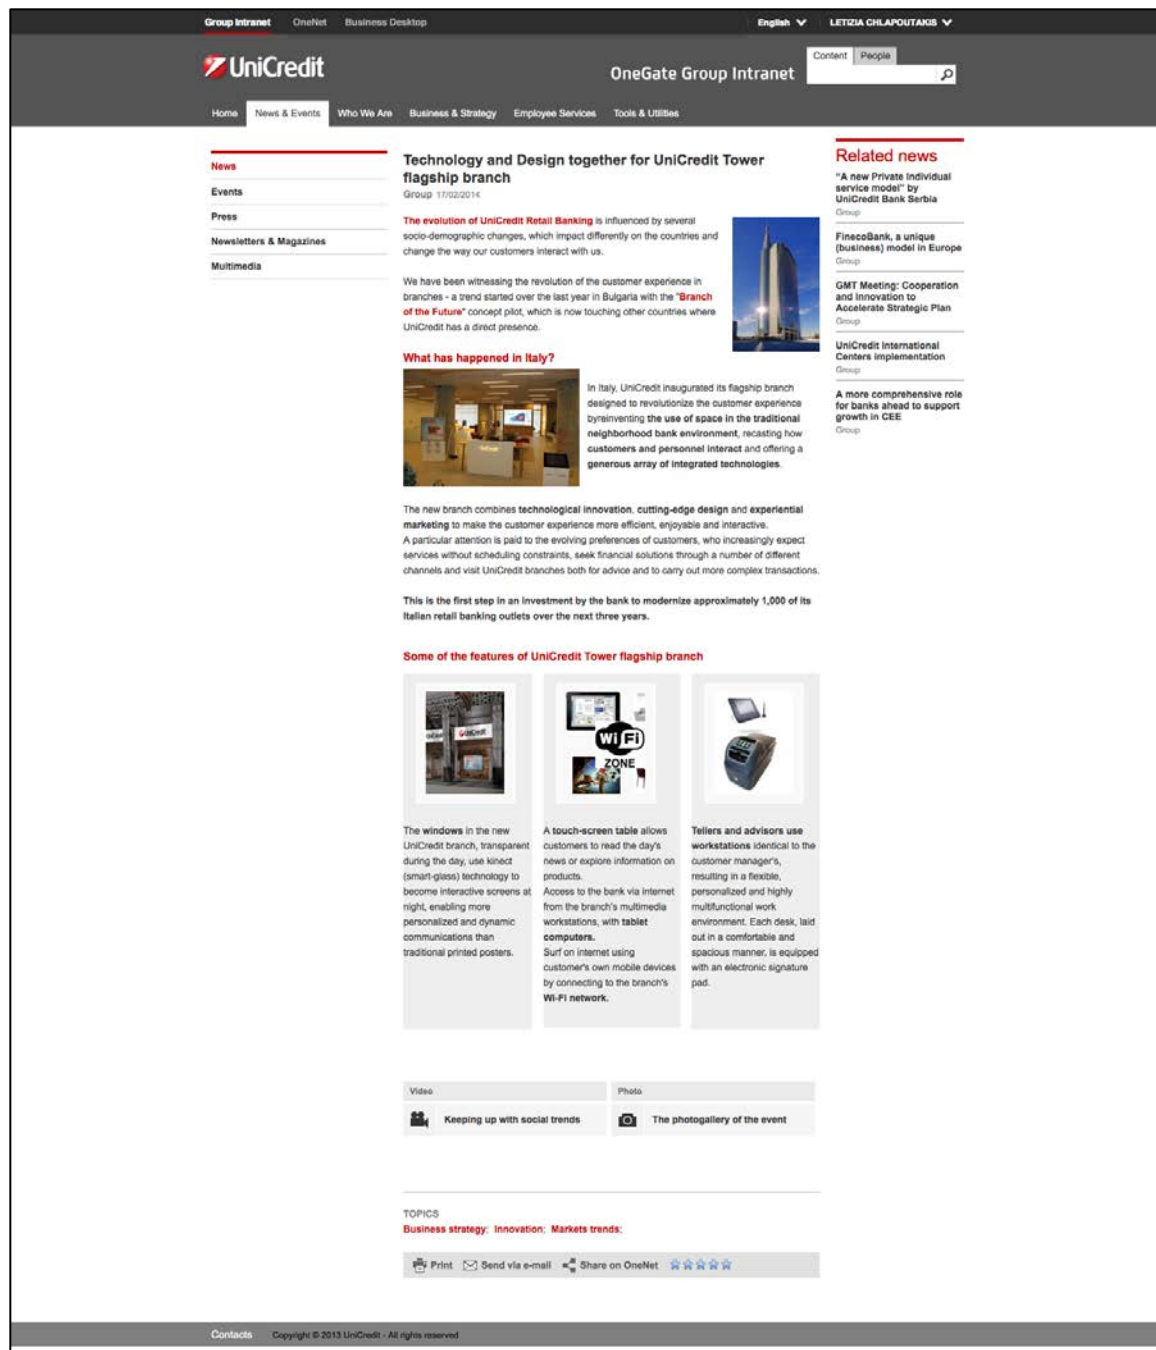 Group Intranet OneNet Business Desktop English LETIZIA CHLAPOUTAKIS
UniCredit
OneGate Group Intranet
Content People
Home News & Events Who We Are Business & Strategy Employee Services Tools & Utilities
News
Events
Press
Newsletters & Magazines
Multimedia
Technology and Design together for UniCredit Tower
flagship branch
Group 17/02/2014
The evolution of UniCredit Retail Banking is influenced by several
socio-demographic changes, which impact differently on the countries and
change the way our customers interact with us.
We have been witnessing the revolution of the customer experience in
branches - a trend started over the last year in Bulgaria with the "Branch
of the Future" concept pilot, which is now touching other countries where
UniCredit has a direct presence.
What has happened in Italy?
In Italy, UniCredit inaugurated its flagship branch
designed to revolutionize the customer experience
byreinventing the use of space in the traditional
neighborhood bank environment, recasting how
customers and personnel interact and offering a
generous array of integrated technologies.
The new branch combines technological innovation, cutting-edge design and experiential
marketing to make the customer experience more efficient, enjoyable and interactive.
A particular attention is paid to the evolving preferences of customers, who increasingly expect
services without scheduling constraints, seek financial solutions through a number of different
channels and visit UniCredit branches both for advice and to carry out more complex transactions.
This is the first step in an investment by the bank to modernize approximately 1,000 of its
Italian retail banking outlets over the next three years.
Some of the features of UniCredit Tower flagship branch
UniCredit
The windows in the new
UniCredit branch, transparent
during the day, use kinect
(smart-glass) technology to
become interactive screens at
night, enabling more
personalized and dynamic
communications than
traditional printed posters.
Wi Fi
ZONE
A touch-screen table allows
customers to read the day's
news or explore information on
products.
Access to the bank via internet
from the branch's multimedia
workstations, with tablet
computers.
Surf on internet using
customer's own mobile devices
by connecting to the branch's
Wi-Fi network.
Tellers and advisors use
workstations identical to the
customer manager's,
resulting in a flexible,
personalized and highly
multifunctional work
environment. Each desk, laid
out in a comfortable and
spacious manner, is equipped
with an electronic signature
pad.
Video
Keeping up with social trends
Photo
The photogallery of the event
TOPICS
Business strategy; Innovation; Markets trends;
Print Send via e-mail Share on OneNet
Related news
"A new Private Individual
service model" by
UniCredit Bank Serbia
Group
FinecoBank, a unique
(business) model in Europe
Group
GMT Meeting: Cooperation
and Innovation to
Accelerate Strategic Plan
Group
UniCredit International
Centers implementation
Group
A more comprehensive role
for banks ahead to support
growth in CEE
Group
Contacts Copyright © 2013 UniCredit - All rights reserved